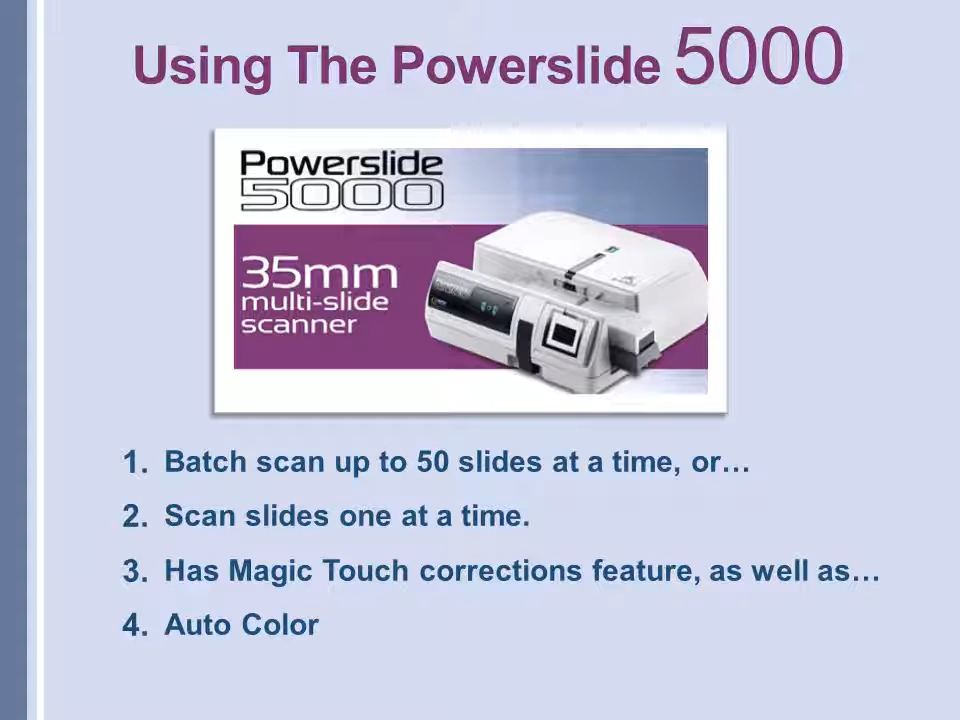 Using The Powerslide 5000
Powerslide
5000
35mm
multi-slide
scanner
1. Batch scan up to 50 slides at a time, or…
2. Scan slides one at a time.
3. Has Magic Touch corrections feature, as well as…
4. Auto Color